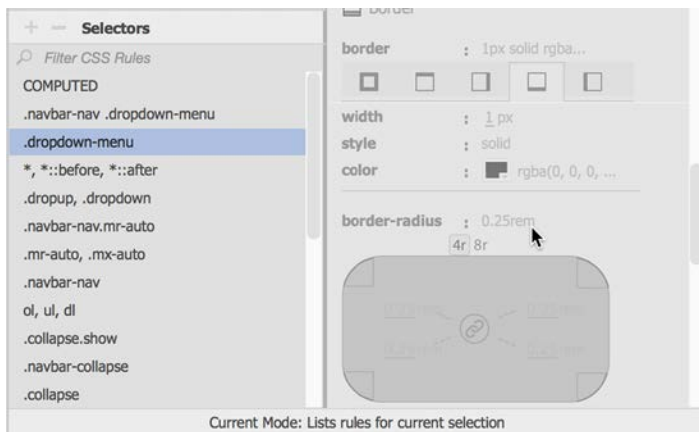 border
+ − Selectors
Filter CSS Rules
COMPUTED
.navbar-nav .dropdown-menu
.dropdown-menu
*, *::before, *::after
.dropup, .dropdown
.navbar-nav.mr-auto
.mr-auto, .mx-auto
.navbar-nav
ol, ul, dl
.collapse.show
.navbar-collapse
.collapse
border : 1px solid rgba...
width : 1 px
style : solid
color : rgba(0, 0, 0, ...
border-radius : 0.25rem
4r 8r
Current Mode: Lists rules for current selection